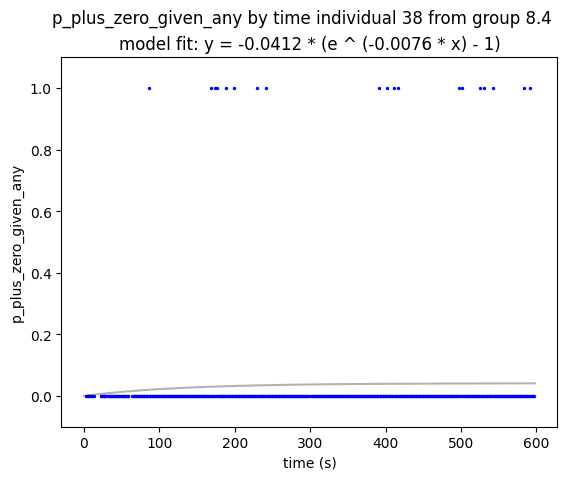 p_plus_zero_given_any by time individual 38 from group 8.4
model fit: y = -0.0412 * (e ^ (-0.0076 * x) - 1)
1.0
0.8
0.6
0.4
0.2
0.0
p_plus_zero_given_any
0 100 200 300 400 500 600
time (s)